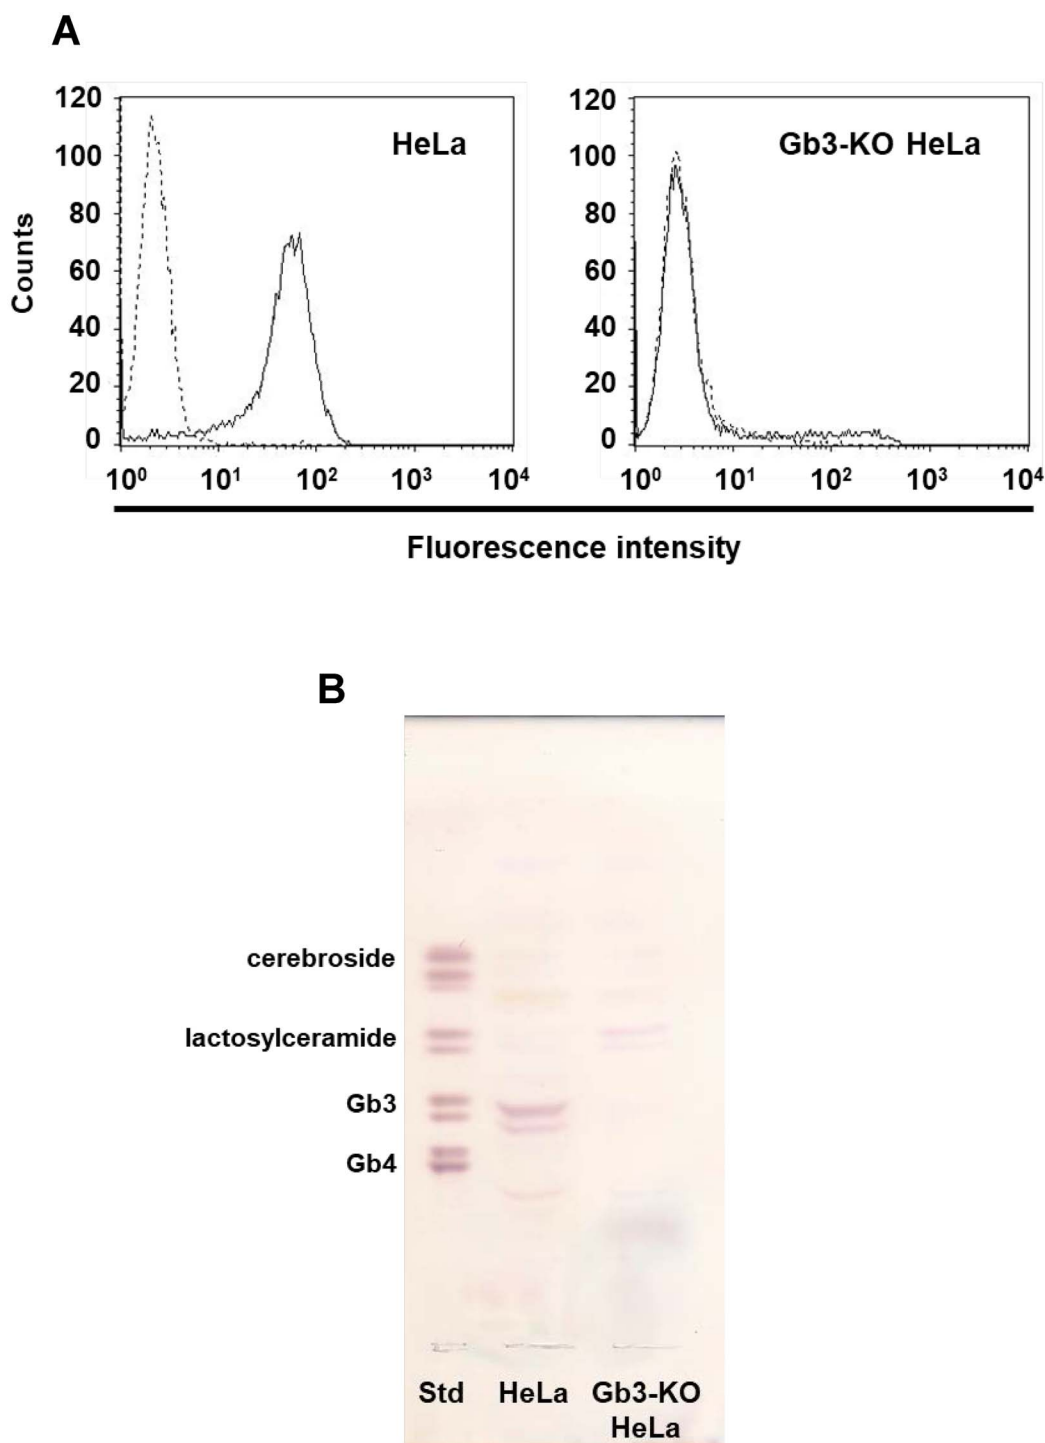 A
HeLa
Gb3-KO HeLa
Counts
120
100
80
60
40
20
0
120
100
80
60
40
20
0
10⁰ 10¹ 10² 10³ 10⁴
10⁰ 10¹ 10² 10³ 10⁴
Fluorescence intensity
B
cerebroside
lactosylceramide
Gb3
Gb4
Std HeLa Gb3-KO
HeLa